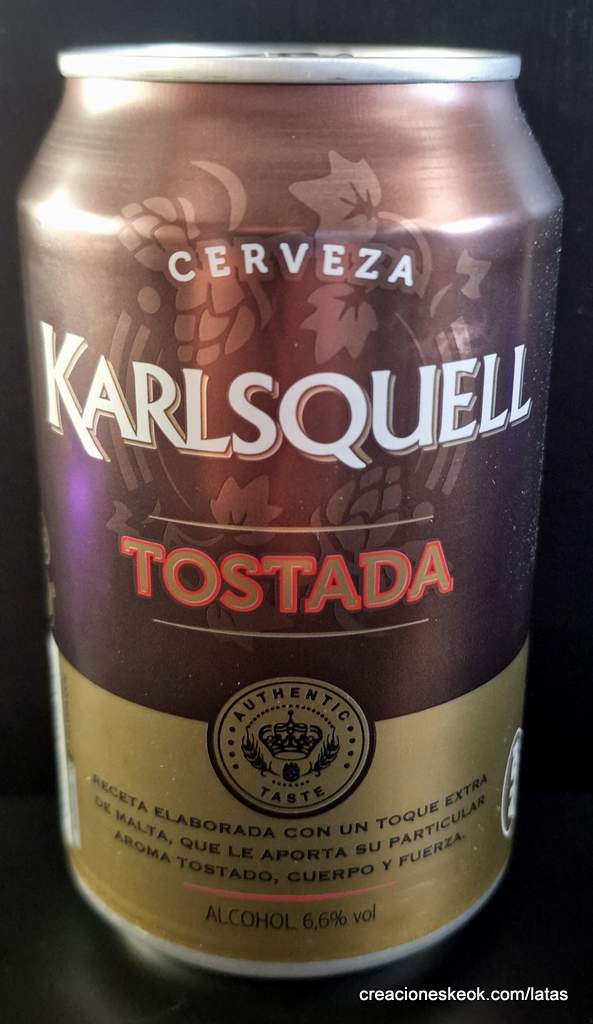 CERVEZA
KARLSQUELL
TOSTADA
AUTHENTIC
TASTE
RECETA ELABORADA CON UN TOQUE EXTRA
DE MALTA, QUE LE APORTA SU PARTICULAR
AROMA TOSTADO, CUERPO Y FUERZA.
ALCOHOL 6,6% vol
creacioneskeok.com/latas